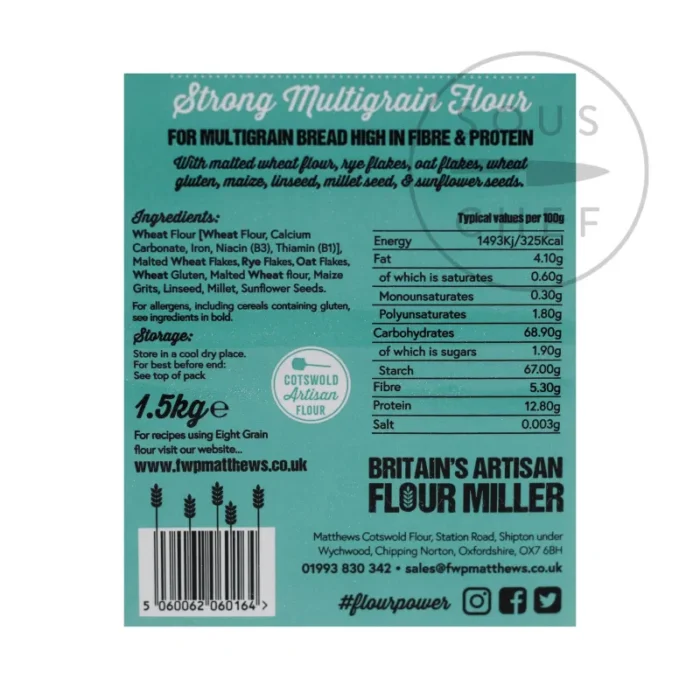 Strong Multigrain Flour
FOR MULTIGRAIN BREAD HIGH IN FIBRE & PROTEIN
With malted wheat flour, rye flakes, oat flakes, wheat
gluten, maize, linseed, millet seed, & sunflower seeds.
SOUS
CHEF
Ingredients:
Wheat Flour [Wheat Flour, Calcium
Carbonate, Iron, Niacin (B3), Thiamin (B1)],
Malted Wheat Flakes, Rye Flakes, Oat Flakes,
Wheat Gluten, Malted Wheat flour, Maize
Grits, Linseed, Millet, Sunflower Seeds.
For allergens, including cereals containing gluten,
see ingredients in bold.
Storage:
Store in a cool dry place.
For best before end:
See top of pack
1.5kg℮
For recipes using Eight Grain
flour visit our website...
www.fwpmatthews.co.uk
COTSWOLD
Artisan
FLOUR
Typical values per 100g
Energy 1493Kj/325Kcal
Fat 4.10g
of which is saturates 0.60g
Monounsaturates 0.30g
Polyunsaturates 1.80g
Carbohydrates 68.90g
of which is sugars 1.90g
Starch 67.00g
Fibre 5.30g
Protein 12.80g
Salt 0.003g
BRITAIN'S ARTISAN
FLOUR MILLER
Matthews Cotswold Flour, Station Road, Shipton under
Wychwood, Chipping Norton, Oxfordshire, OX7 6BH
01993 830 342 • sales@fwpmatthews.co.uk
#flourpower
5 060062 060164 >